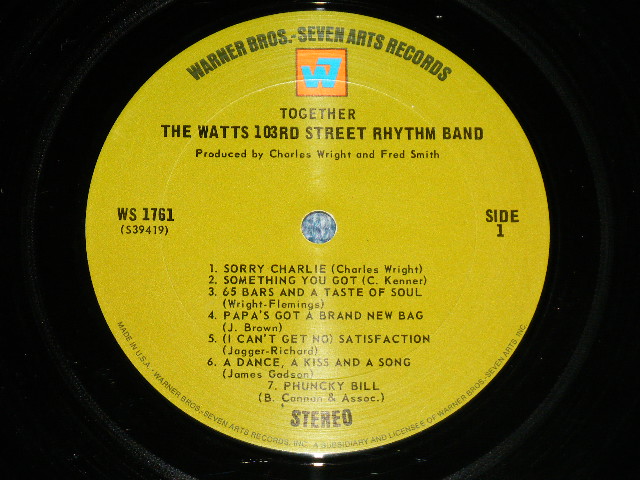 WARNER BROS.-SEVEN ARTS RECORDS
W7
TOGETHER
THE WATTS 103RD STREET RHYTHM BAND
Produced by Charles Wright and Fred Smith
WS 1761
(S39419)
SIDE
1
1. SORRY CHARLIE (Charles Wright)
2. SOMETHING YOU GOT (C. Kenner)
3. 65 BARS AND A TASTE OF SOUL
(Wright-Flemings)
4. PAPA'S GOT A BRAND NEW BAG
(J. Brown)
5. (I CAN'T GET NO) SATISFACTION
(Jagger-Richard)
6. A DANCE, A KISS AND A SONG
(James Gadson)
7. PHUNCKY BILL
(B. Cannon & Assoc.)
STEREO
MADE IN U.S.A. - WARNER BROS.-SEVEN ARTS RECORDS, INC. A SUBSIDIARY AND LICENSEE OF WARNER BROS.-SEVEN ARTS, INC.